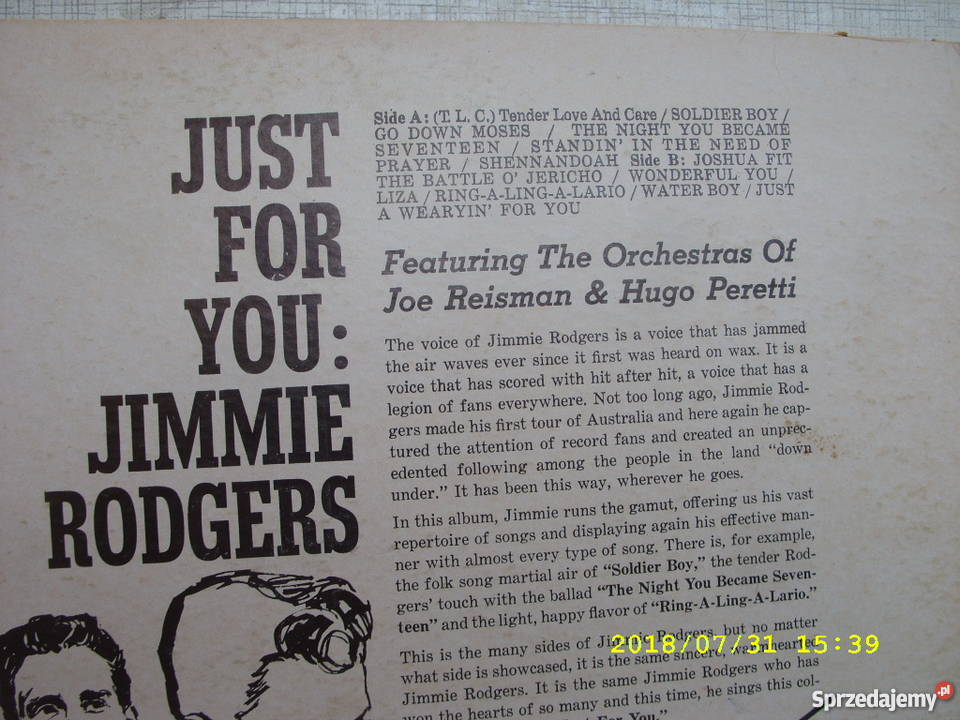 JUST
FOR
YOU:
JIMMIE
RODGERS
Side A: (T. L. C.) Tender Love And Care / SOLDIER BOY /
GO DOWN MOSES / THE NIGHT YOU BECAME
SEVENTEEN / STANDIN' IN THE NEED OF
PRAYER / SHENNANDOAH Side B: JOSHUA FIT
THE BATTLE O' JERICHO / WONDERFUL YOU /
LIZA / RING-A-LING-A-LARIO / WATER BOY / JUST
A WEARYIN' FOR YOU
Featuring The Orchestras Of
Joe Reisman & Hugo Peretti
The voice of Jimmie Rodgers is a voice that has jammed
the air waves ever since it first was heard on wax. It is a
voice that has scored with hit after hit, a voice that has a
legion of fans everywhere. Not too long ago, Jimmie Rod-
gers made his first tour of Australia and here again he cap-
tured the attention of record fans and created an unprec-
edented following among the people in the land "down
under." It has been this way, wherever he goes.
In this album, Jimmie runs the gamut, offering us his vast
repertoire of songs and displaying again his effective man-
ner with almost every type of song. There is, for example,
the folk song martial air of "Soldier Boy," the tender Rod-
gers' touch with the ballad "The Night You Became Seven-
teen" and the light, happy flavor of "Ring-A-Ling-A-Lario."
This is the many sides of Jimmie Rodgers, but no matter
what side is showcased, it is the same sincere, warmhearted
Jimmie Rodgers. It is the same Jimmie Rodgers who has
won the hearts of so many and this time, he sings this col-
For You."
2018/07/31 15:39
Sprzedajemy.pl